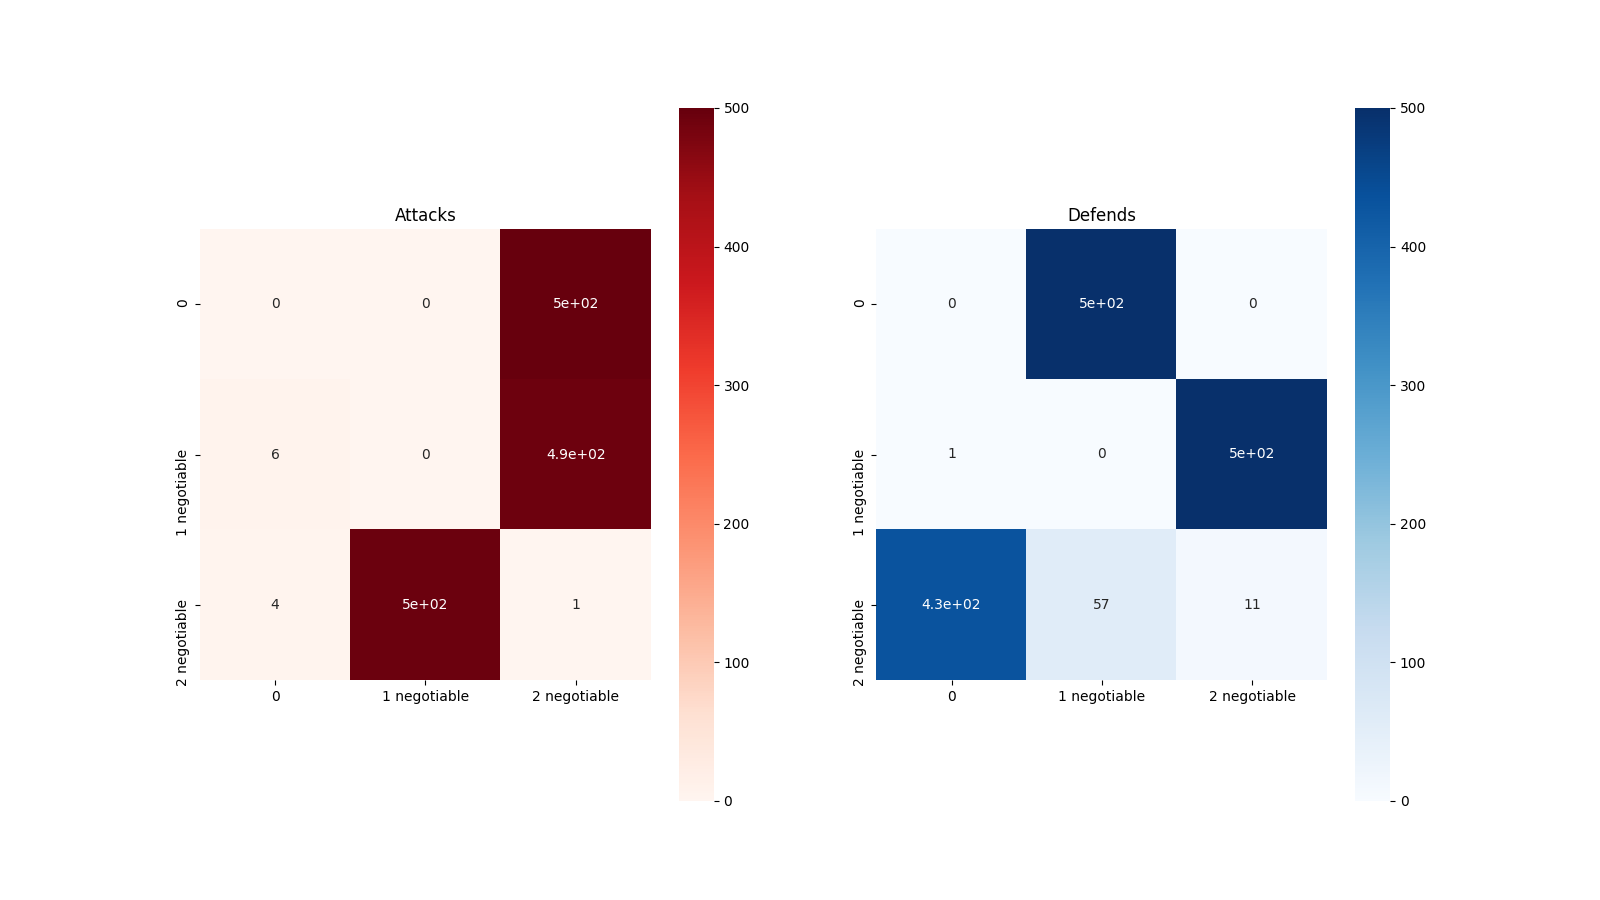 Attacks
0 0 5e+02
6 0 4.9e+02
4 5e+02 1
0
1 negotiable
2 negotiable
0 1 negotiable 2 negotiable
500
400
300
200
100
0
Defends
0 5e+02 0
1 0 5e+02
4.3e+02 57 11
0
1 negotiable
2 negotiable
0 1 negotiable 2 negotiable
500
400
300
200
100
0